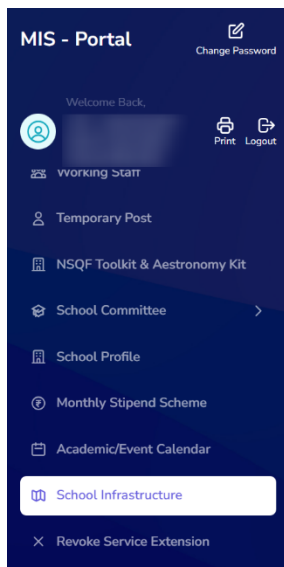 MIS - Portal
Change Password
Welcome Back,
Print Logout
Working Staff
Temporary Post
NSQF Toolkit & Aestronomy Kit
School Committee
School Profile
Monthly Stipend Scheme
Academic/Event Calendar
School Infrastructure
Revoke Service Extension